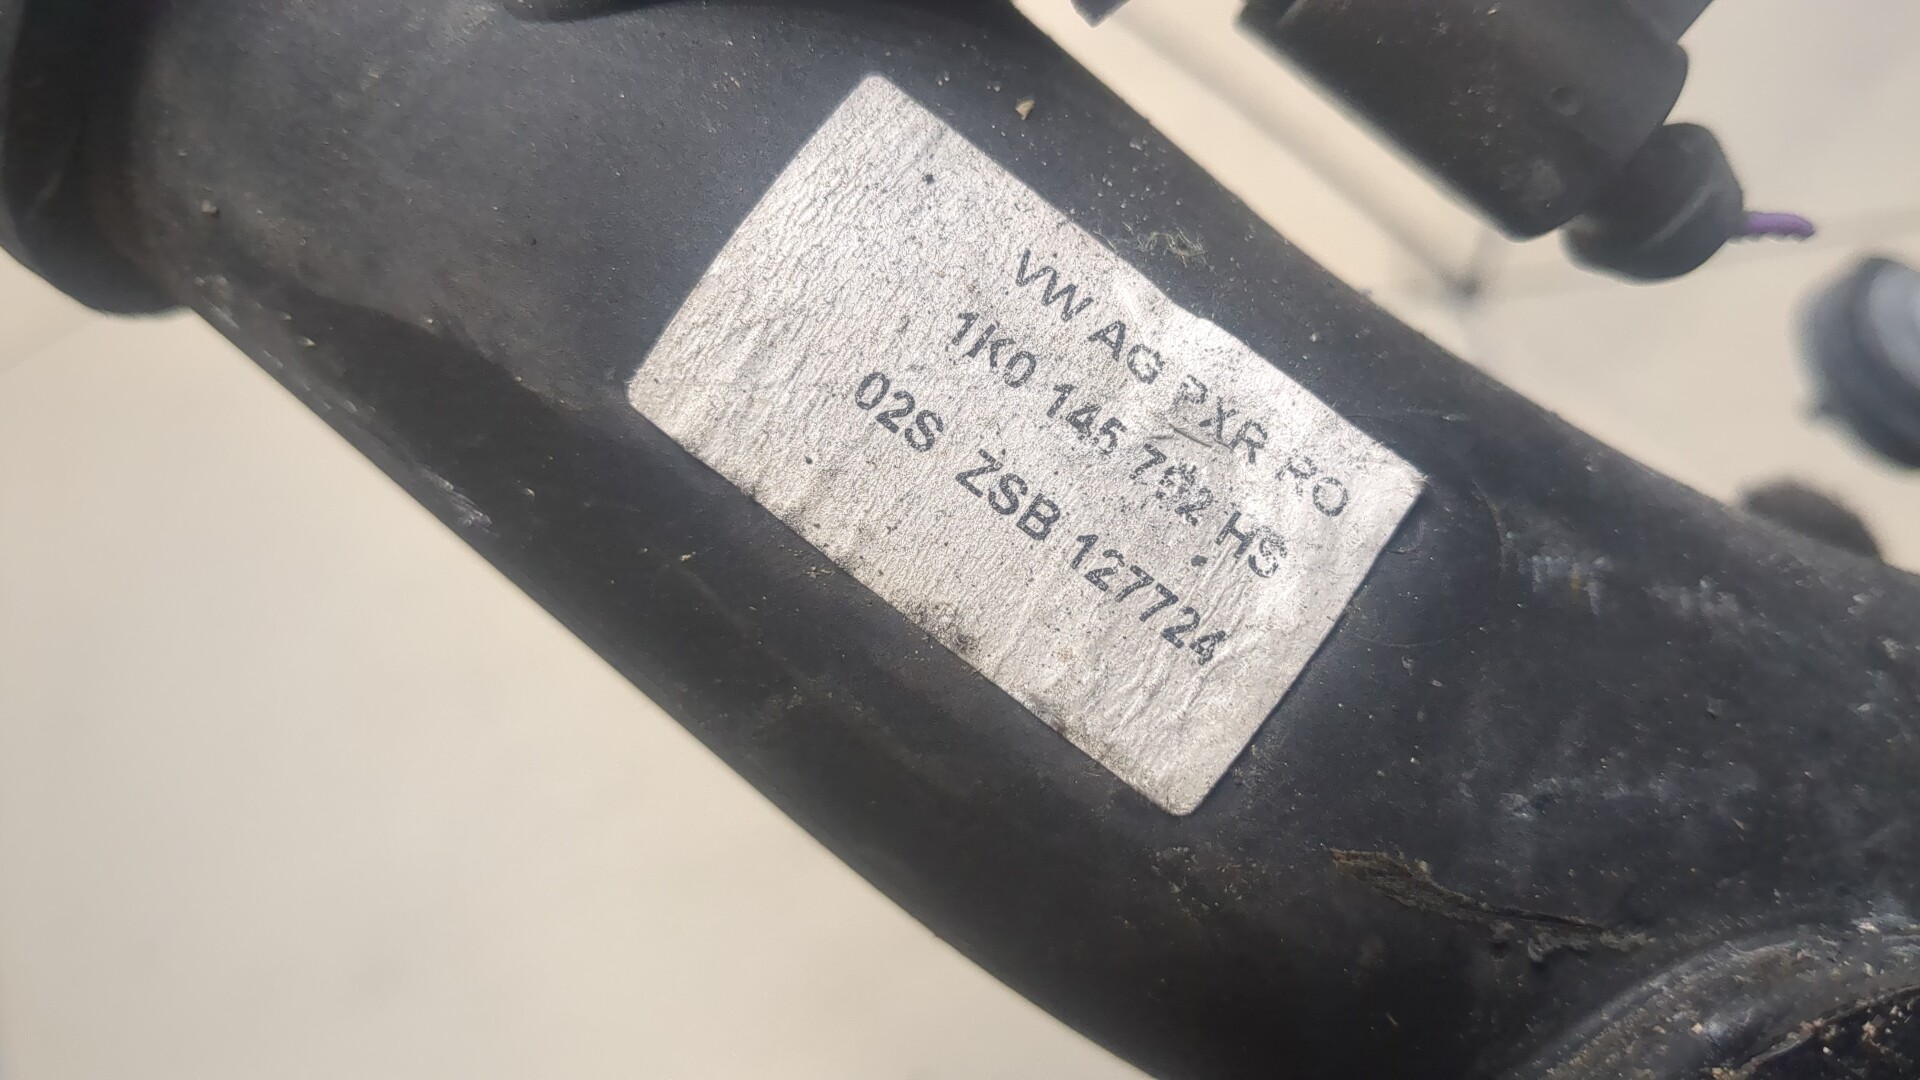 VW AG PXR RO
1K0 145 762 HS
02S ZSB 127724